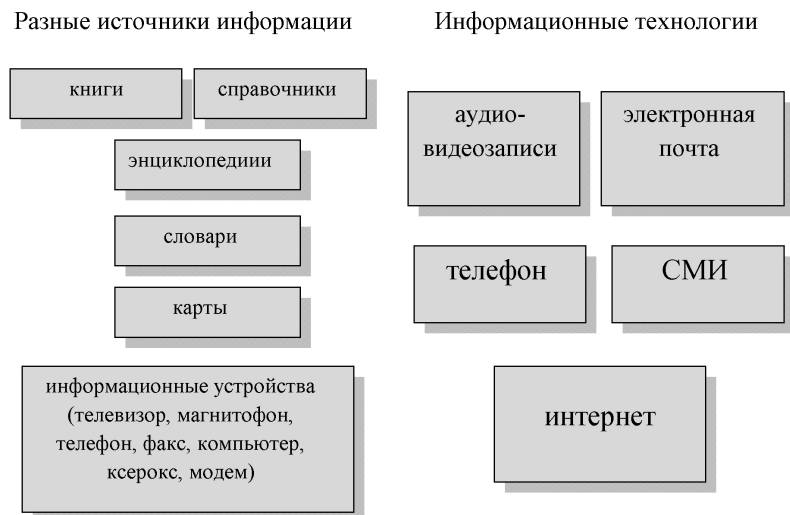 Разные источники информации
книги
справочники
энциклопедиии
словари
карты
информационные устройства
(телевизор, магнитофон,
телефон, факс, компьютер,
ксерокс, модем)
Информационные технологии
аудио-
видеозаписи
электронная
почта
телефон
СМИ
интернет